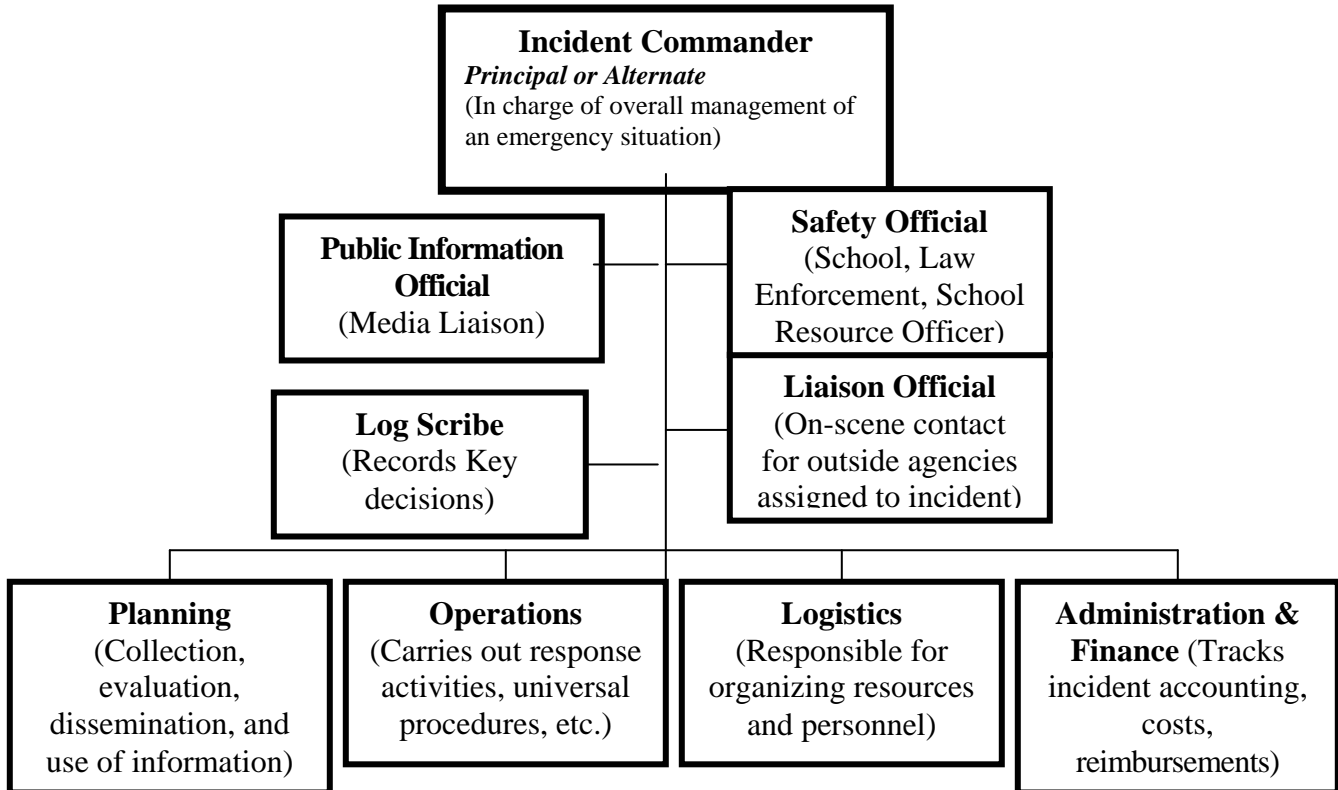 Incident Commander
Principal or Alternate
(In charge of overall management of
an emergency situation)
Public Information
Official
(Media Liaison)
Safety Official
(School, Law
Enforcement, School
Resource Officer)
Log Scribe
(Records Key
decisions)
Liaison Official
(On-scene contact
for outside agencies
assigned to incident)
Planning
(Collection,
evaluation,
dissemination, and
use of information)
Operations
(Carries out response
activities, universal
procedures, etc.)
Logistics
(Responsible for
organizing resources
and personnel)
Administration &
Finance (Tracks
incident accounting,
costs,
reimbursements)